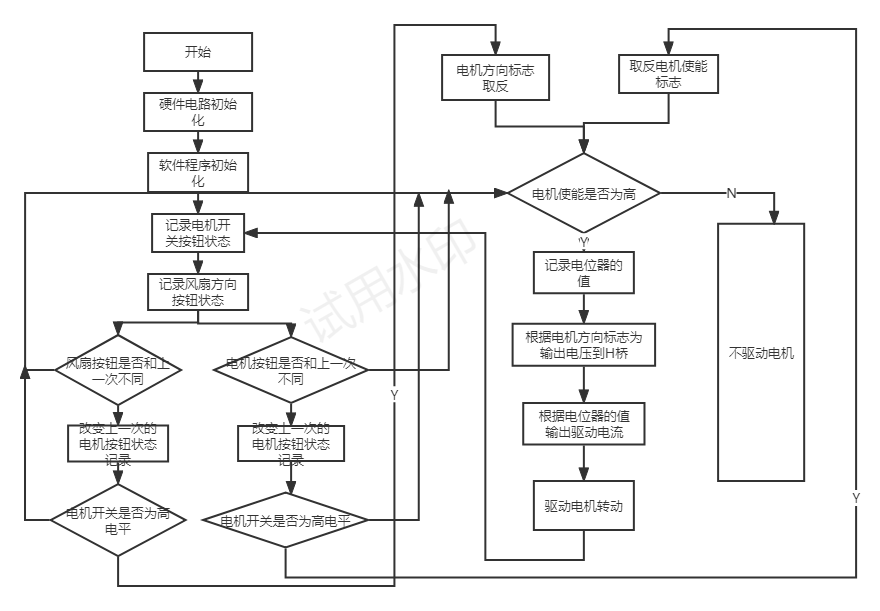 开始
硬件电路初始
化
软件程序初始
化
记录电机开
关按钮状态
记录风扇方向
按钮状态
风扇按钮是否和上
一次不同
改变上一次的
电机按钮状态
记录
电机开关是否为高
电平
电机按钮是否和上一次
不同
改变上一次的
电机按钮状态
记录
电机开关是否为高电平
Y
电机方向标志
取反
取反电机使能
标志
电机使能是否为高
N
Y
记录电位器的
值
根据电机方向标志为
输出电压到H桥
根据电位器的值
输出驱动电流
驱动电机转动
不驱动电机
Y
试用水印